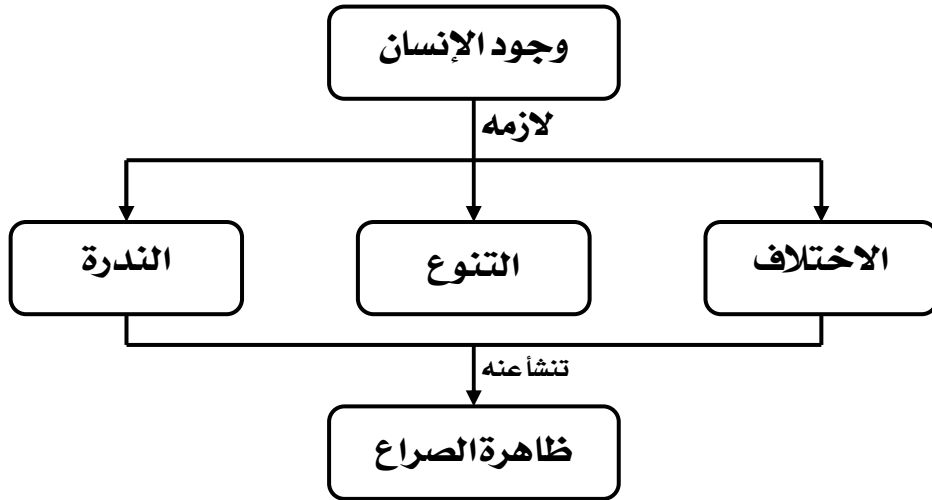 وجود الإنسان
لازمه
الاختلاف
التنوع
الندرة
تنشأ عنه
ظاهرة الصراع